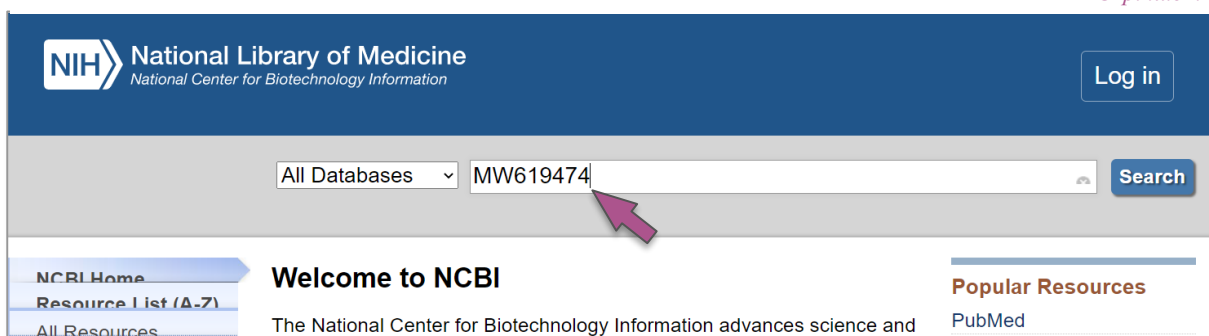 NIH National Library of Medicine
National Center for Biotechnology Information
Log in
All Databases MW619474 Search
NCBI Home
Resource List (A-Z)
All Resources
Welcome to NCBI
The National Center for Biotechnology Information advances science and
Popular Resources
PubMed